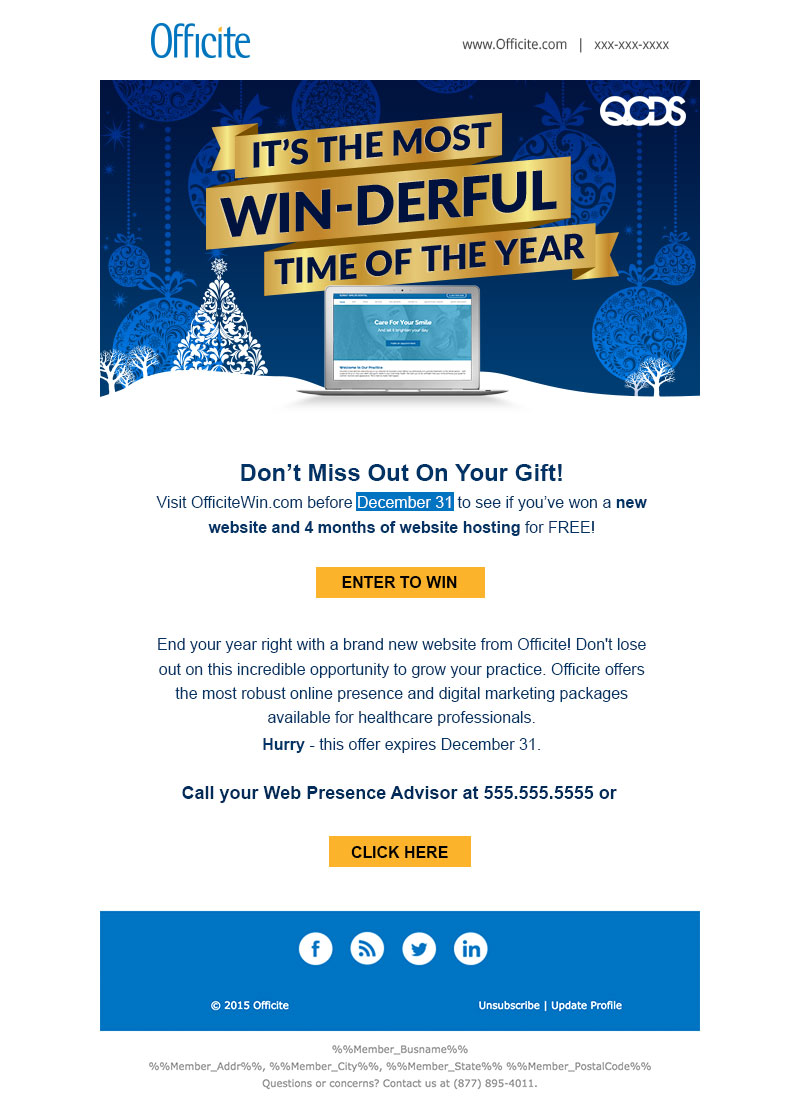 Officite
www.Officite.com | xxx-xxx-xxxx
QCDS
IT'S THE MOST
WIN-DERFUL
TIME OF THE YEAR
Care For Your Smile
Welcome to Our Practice
Don’t Miss Out On Your Gift!
Visit OfficiteWin.com before December 31 to see if you’ve won a new
website and 4 months of website hosting for FREE!
ENTER TO WIN
End your year right with a brand new website from Officite! Don't lose
out on this incredible opportunity to grow your practice. Officite offers
the most robust online presence and digital marketing packages
available for healthcare professionals.
Hurry - this offer expires December 31.
Call your Web Presence Advisor at 555.555.5555 or
CLICK HERE
© 2015 Officite
Unsubscribe | Update Profile
%%Member_Busname%%
%%Member_Addr%%, %%Member_City%%, %%Member_State%% %%Member_PostalCode%%
Questions or concerns? Contact us at (877) 895-4011.